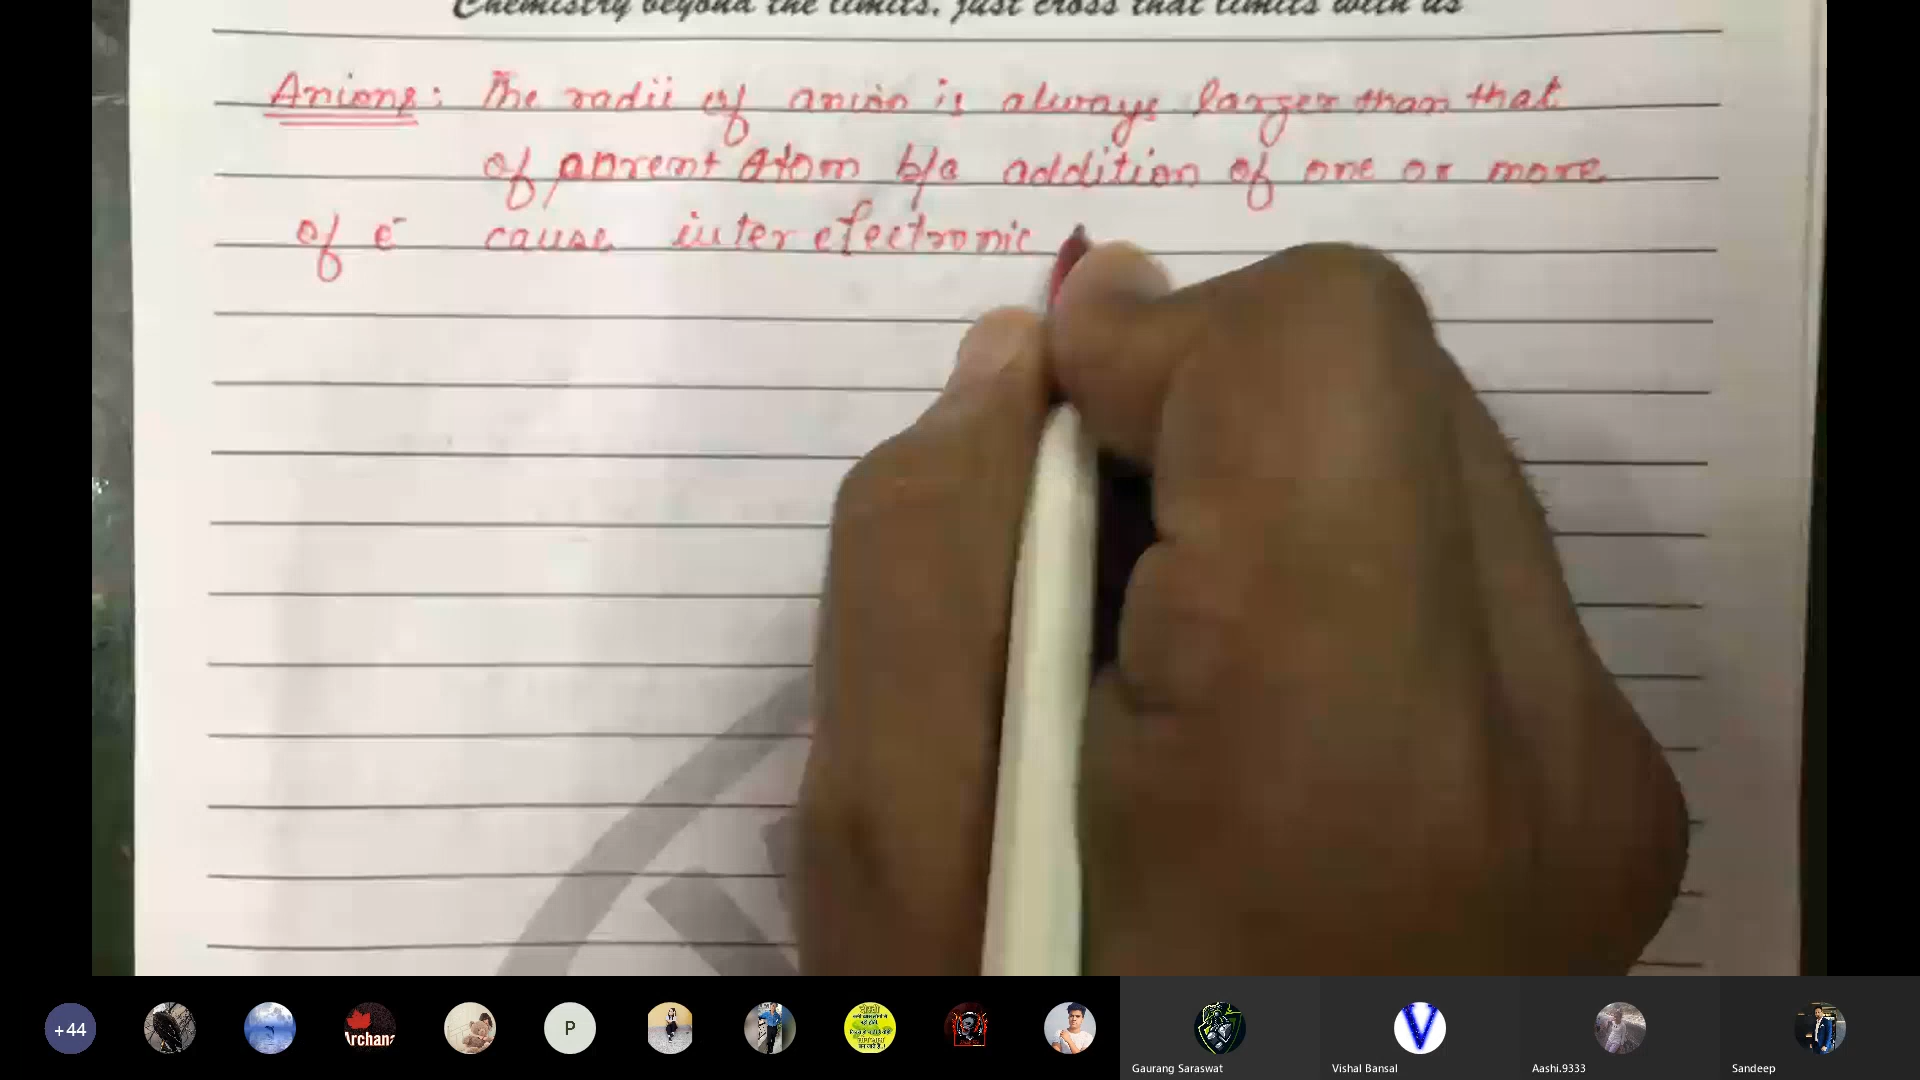 Chemistry beyond the limits. just cross that limits with us
Anions: The radii of anion is always larger than that
of parent Atom b/a addition of one or more
of e⁻ cause inter electronic
+44
Archana
P
Gaurang Saraswat
Vishal Bansal
Aashi.9333
Sandeep